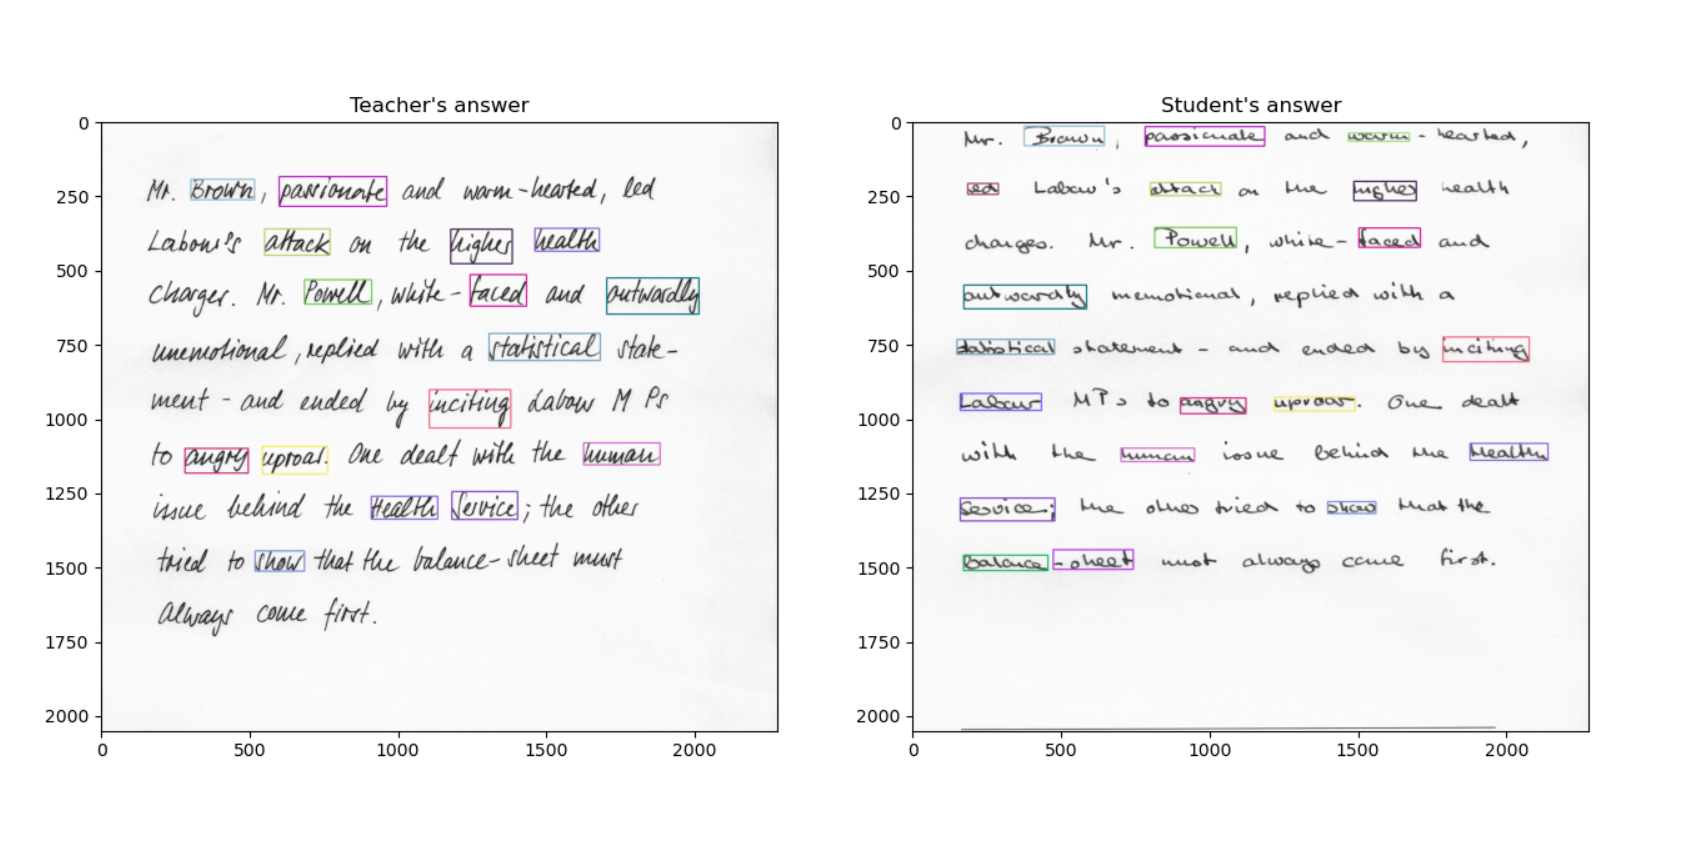 Teacher's answer
Mr. Brown, passionate and warm-hearted, led
Labour's attack on the higher health
Charges. Mr. Powell, white-faced and outwardly
unemotional, replied with a statistical state-
ment - and ended by inciting Labour M Ps
to angry uproar. One dealt with the human
issue behind the Health Service; the other
tried to show that the balance-sheet must
always come first.
0
250
500
750
1000
1250
1500
1750
2000
0 500 1000 1500 2000
Student's answer
Mr. Brown, passionate and warm-hearted,
led Labour's attack on the higher health
charges. Mr. Powell, white-faced and
outwardly unemotional, replied with a
statistical statement - and ended by inciting
Labour MPs to angry uproar. One dealt
with the human issue behind the Health
Service; the other tried to show that the
balance-sheet must always come first.
0
250
500
750
1000
1250
1500
1750
2000
0 500 1000 1500 2000